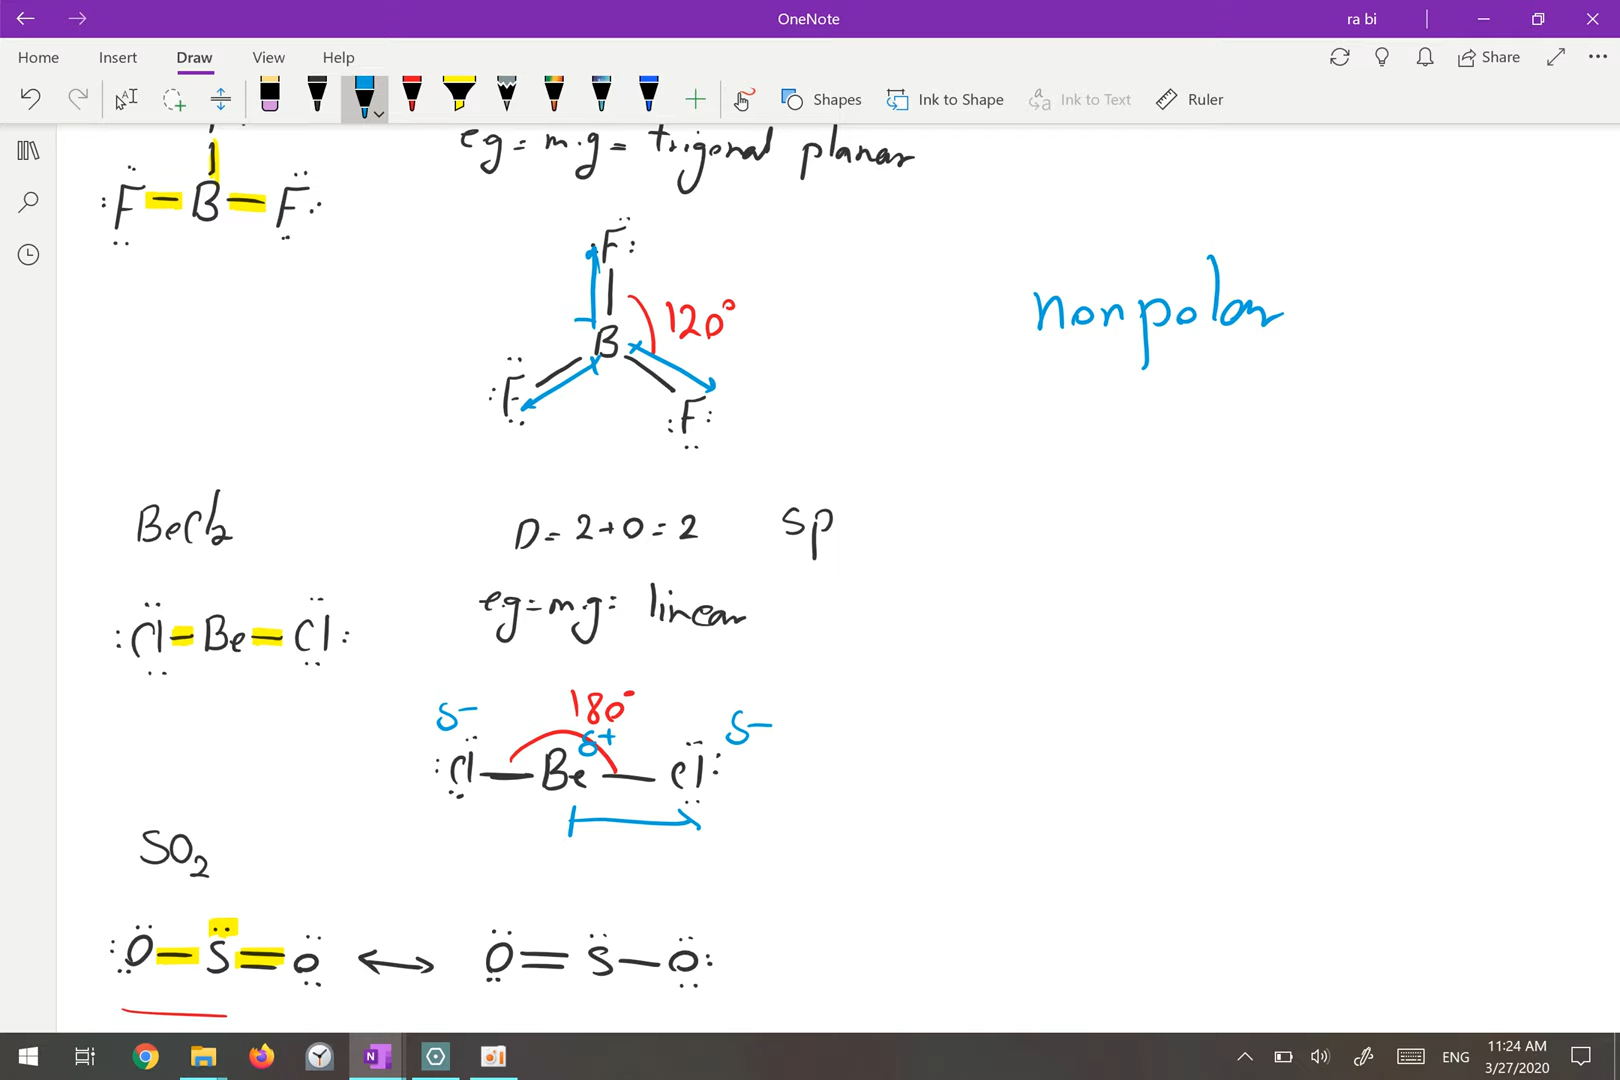 OneNote
ra bi
Home Insert Draw View Help
Share
Shapes
Ink to Shape
Ink to Text
Ruler
eg = m.g = trigonal planar
F B F
F
120°
B
F
F
nonpolar
BeCl2
D = 2+0 = 2 sp
e.g = m.g = linear
Cl Be Cl
180°
δ- δ+ δ-
Cl Be Cl
SO2
O - S = O ↔ O = S - O
ENG
11:24 AM
3/27/2020